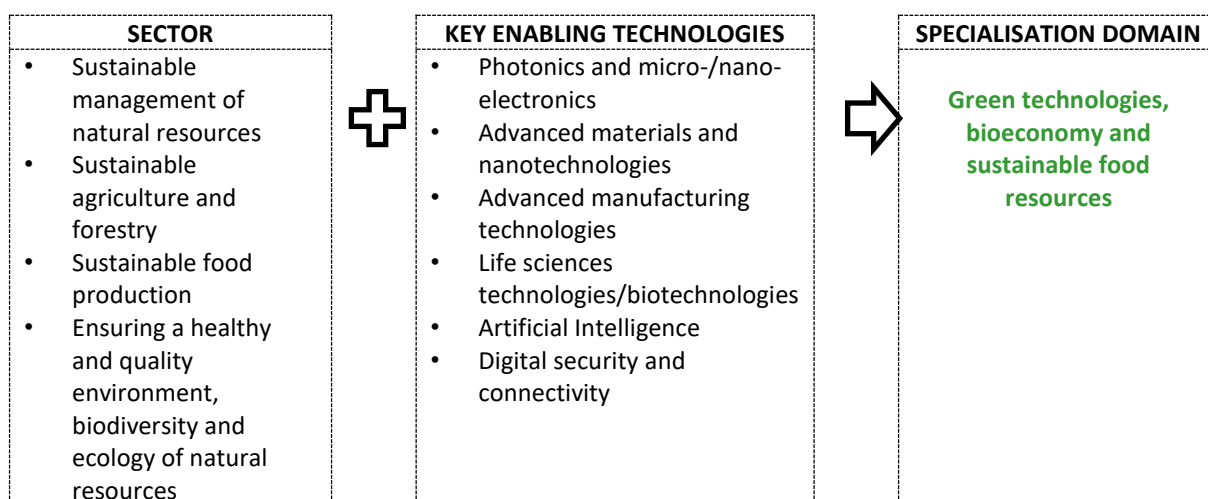 SECTOR
• Sustainable
management of
natural resources
• Sustainable
agriculture and
forestry
• Sustainable food
production
• Ensuring a healthy
and quality
environment,
biodiversity and
ecology of natural
resources
KEY ENABLING TECHNOLOGIES
• Photonics and micro-/nano-
electronics
• Advanced materials and
nanotechnologies
• Advanced manufacturing
technologies
• Life sciences
technologies/biotechnologies
• Artificial Intelligence
• Digital security and
connectivity
SPECIALISATION DOMAIN
Green technologies,
bioeconomy and
sustainable food
resources